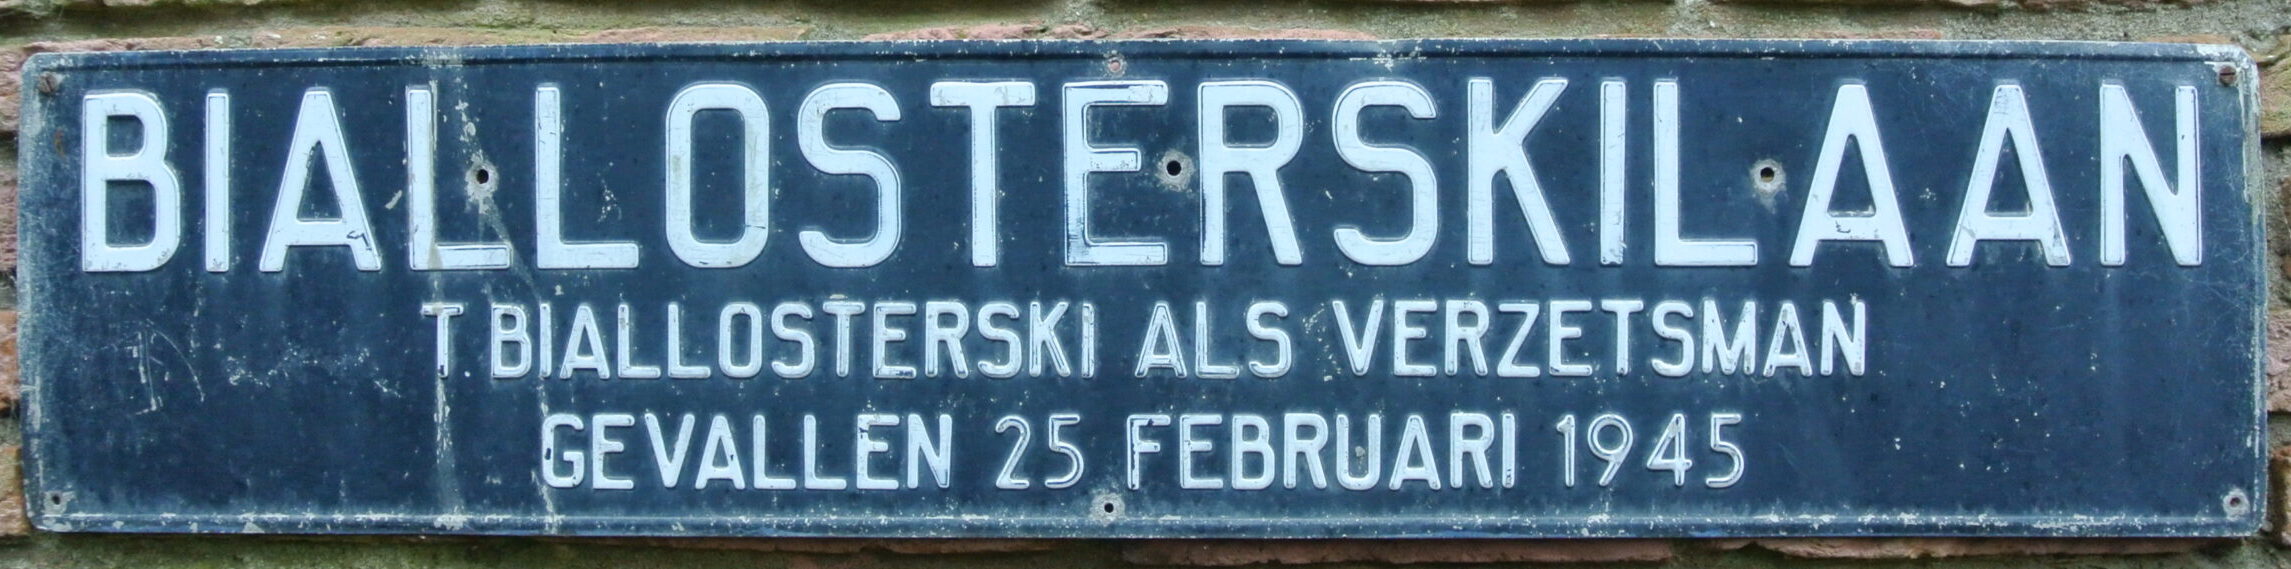 BIALLOSTERSKILAAN
T BIALLOSTERSKI ALS VERZETSMAN
GEVALLEN 25 FEBRUARI 1945